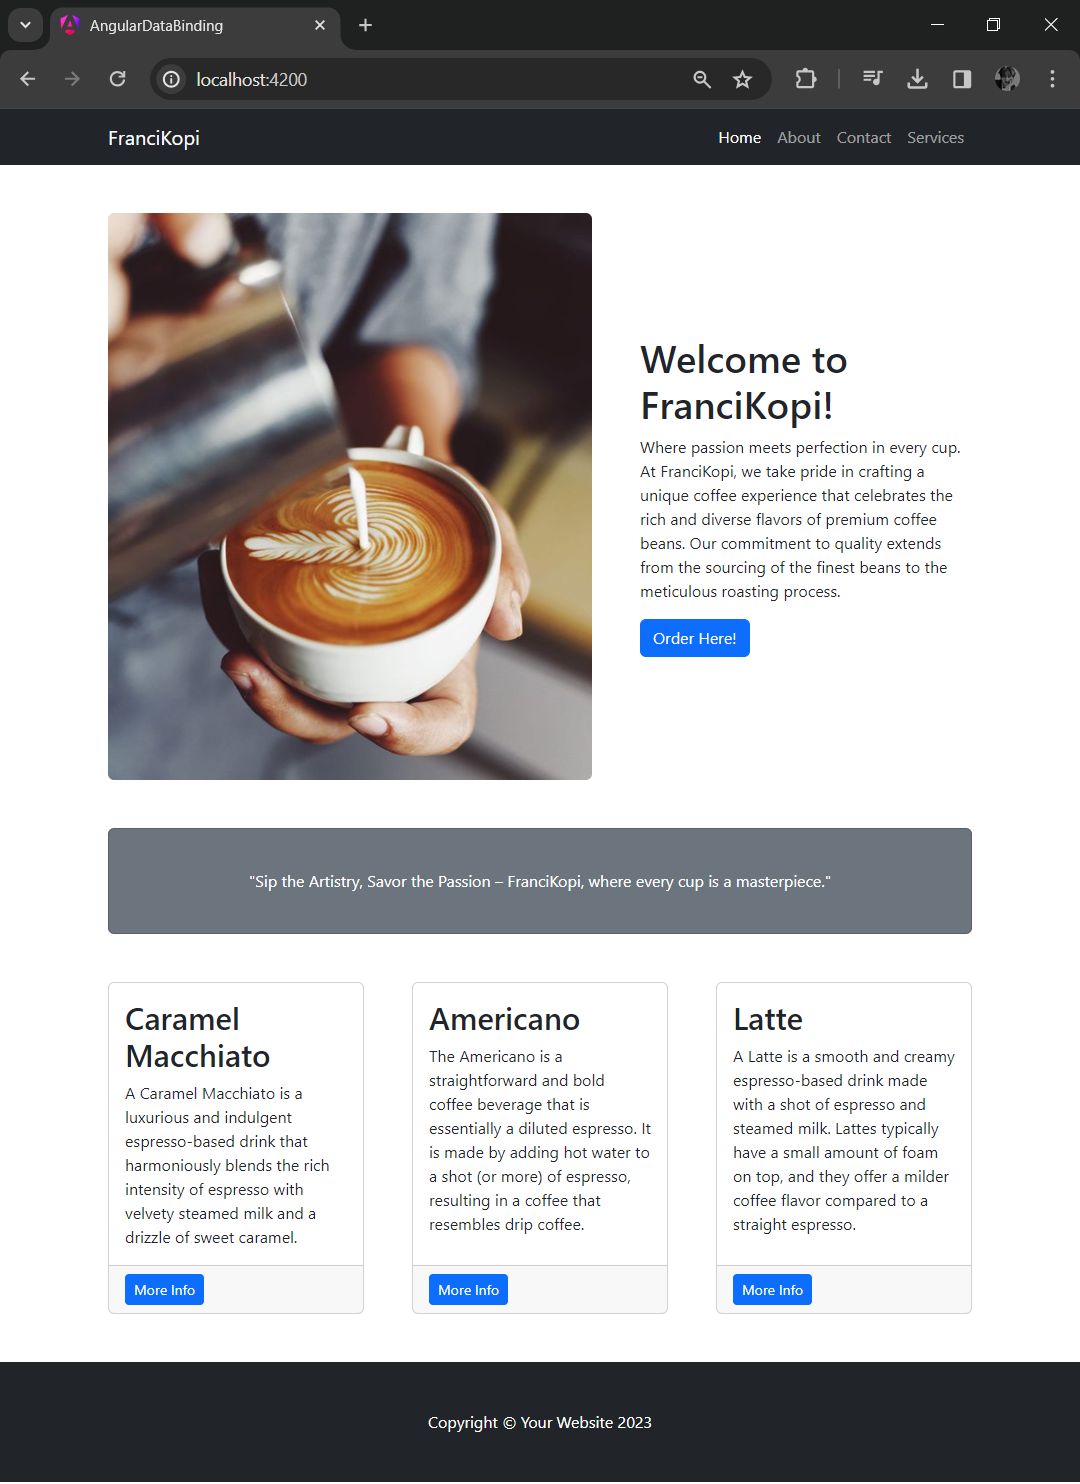 AngularDataBinding
localhost:4200
FranciKopi
Home About Contact Services
Welcome to
FranciKopi!
Where passion meets perfection in every cup.
At FranciKopi, we take pride in crafting a
unique coffee experience that celebrates the
rich and diverse flavors of premium coffee
beans. Our commitment to quality extends
from the sourcing of the finest beans to the
meticulous roasting process.
Order Here!
"Sip the Artistry, Savor the Passion – FranciKopi, where every cup is a masterpiece."
Caramel
Macchiato
A Caramel Macchiato is a
luxurious and indulgent
espresso-based drink that
harmoniously blends the rich
intensity of espresso with
velvety steamed milk and a
drizzle of sweet caramel.
More Info
Americano
The Americano is a
straightforward and bold
coffee beverage that is
essentially a diluted espresso. It
is made by adding hot water to
a shot (or more) of espresso,
resulting in a coffee that
resembles drip coffee.
More Info
Latte
A Latte is a smooth and creamy
espresso-based drink made
with a shot of espresso and
steamed milk. Lattes typically
have a small amount of foam
on top, and they offer a milder
coffee flavor compared to a
straight espresso.
More Info
Copyright © Your Website 2023